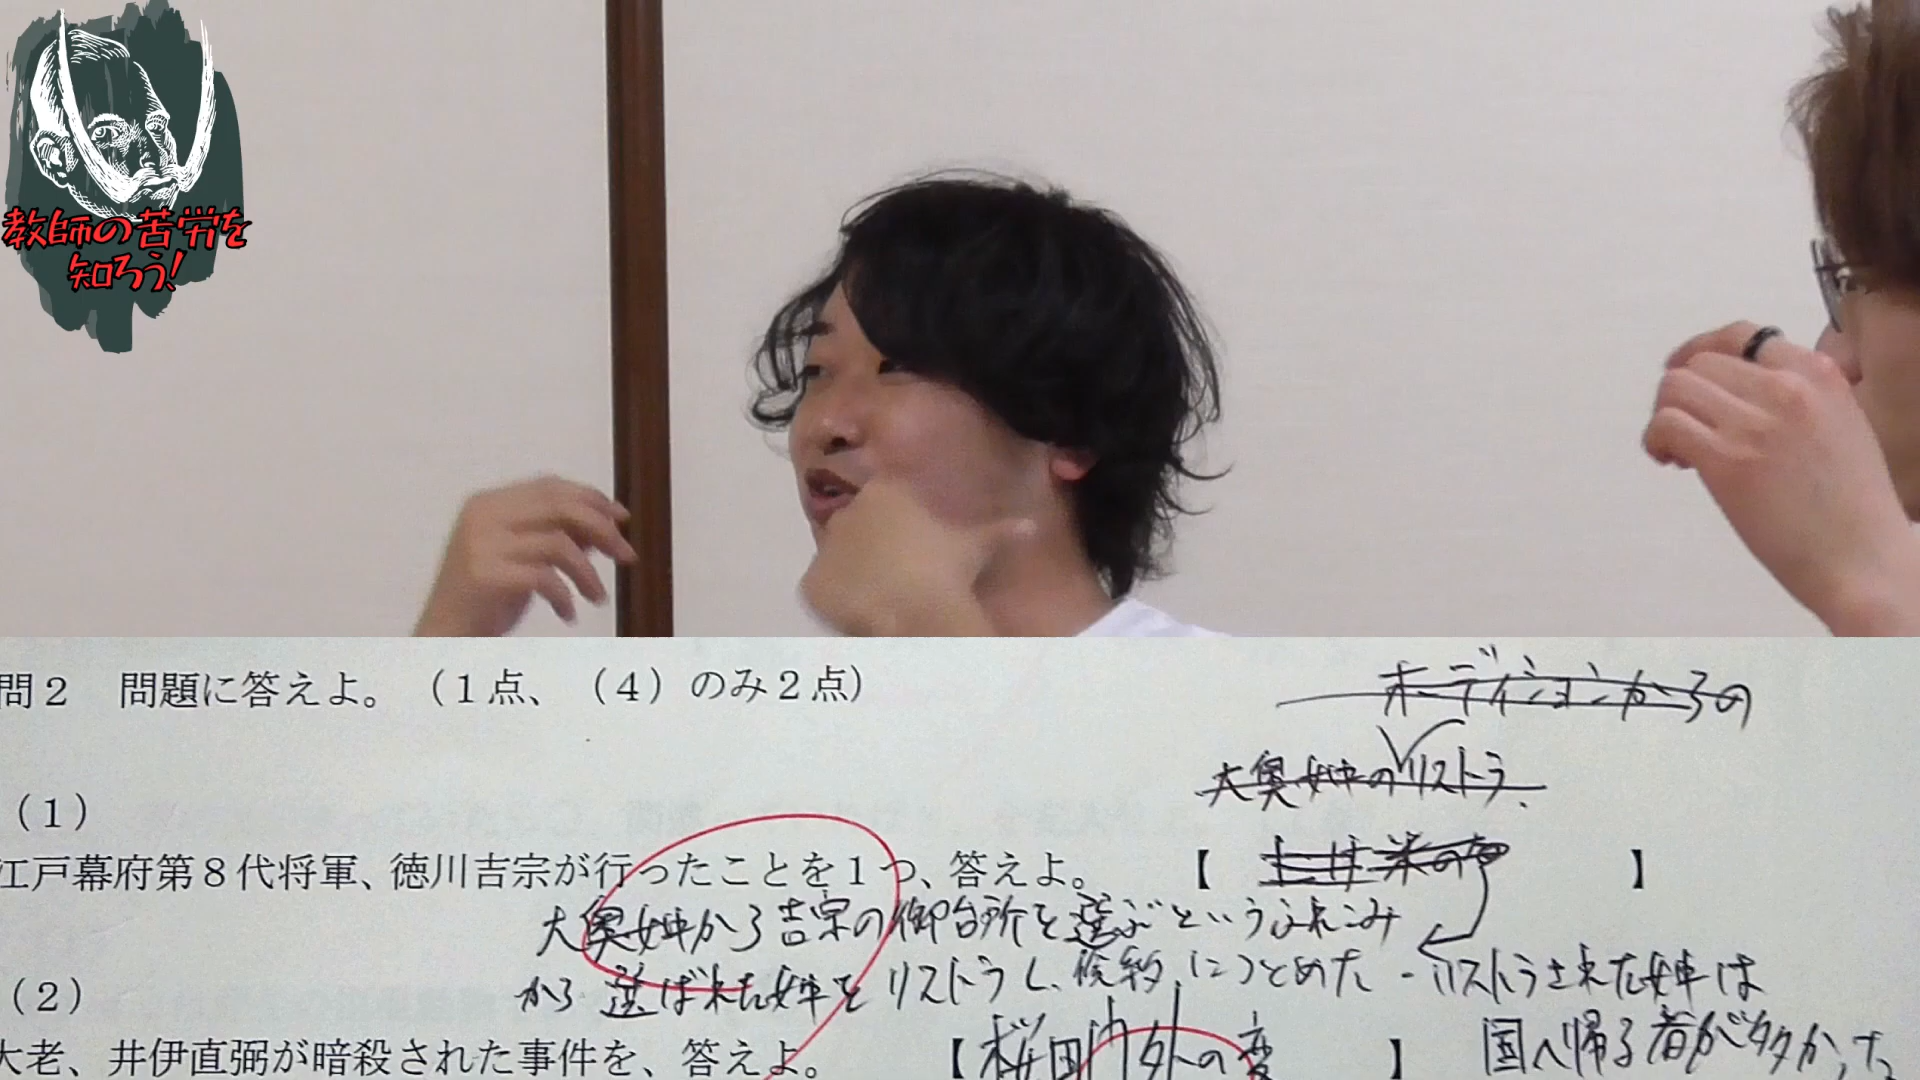 教師の苦労を
知ろう!
問2 問題に答えよ。（1点、（4）のみ2点）
オーディションからの
大奥女中のリストラ
（1）
江戸幕府第8代将軍、徳川吉宗が行ったことを1つ、答えよ。【 】
大奥女中から吉宗の御台所を選ぶというふれこみ
から選ばれた女中をリストラし、倹約につとめた
リストラされた女中は
国へ帰る者が多かった
（2）
大老、井伊直弼が暗殺された事件を、答えよ。【桜田門外の変】